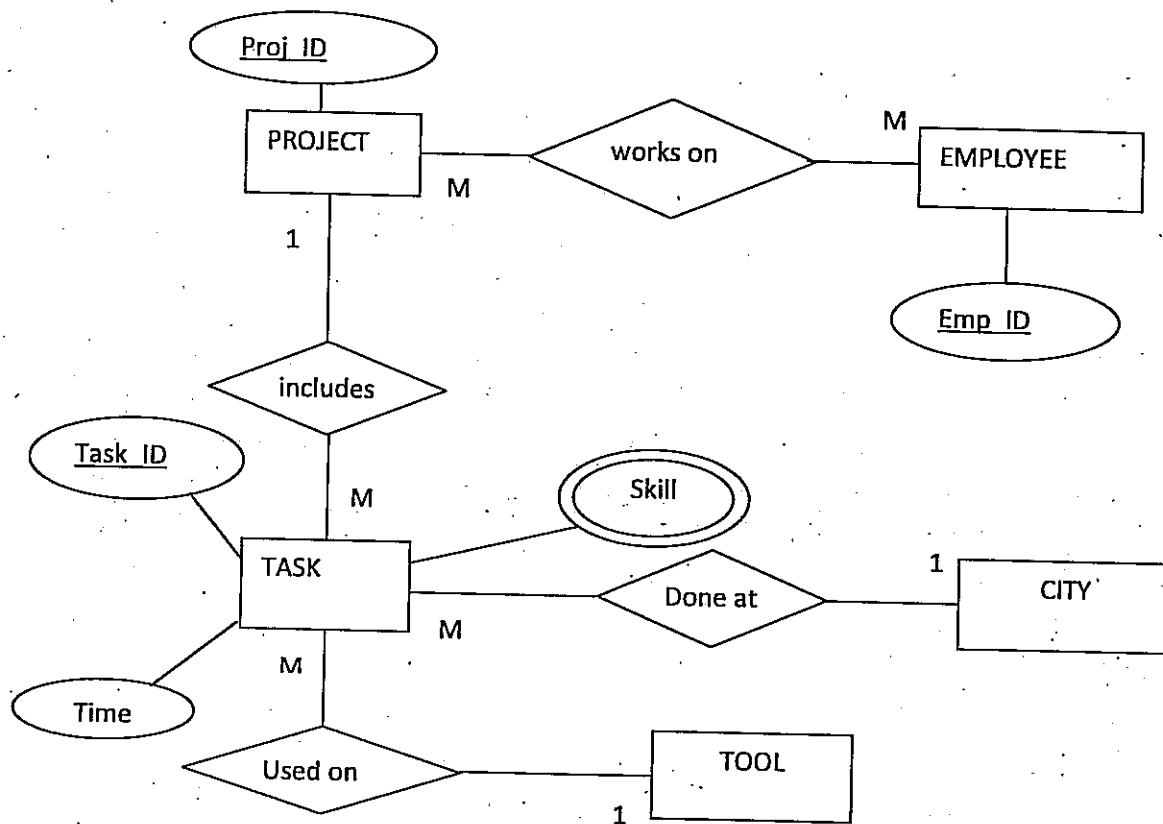 Proj_ID
PROJECT
works on
M
EMPLOYEE
M
1
Emp_ID
includes
Task_ID
M
Skill
TASK
Done at
1
CITY
M
M
Time
Used on
TOOL
1